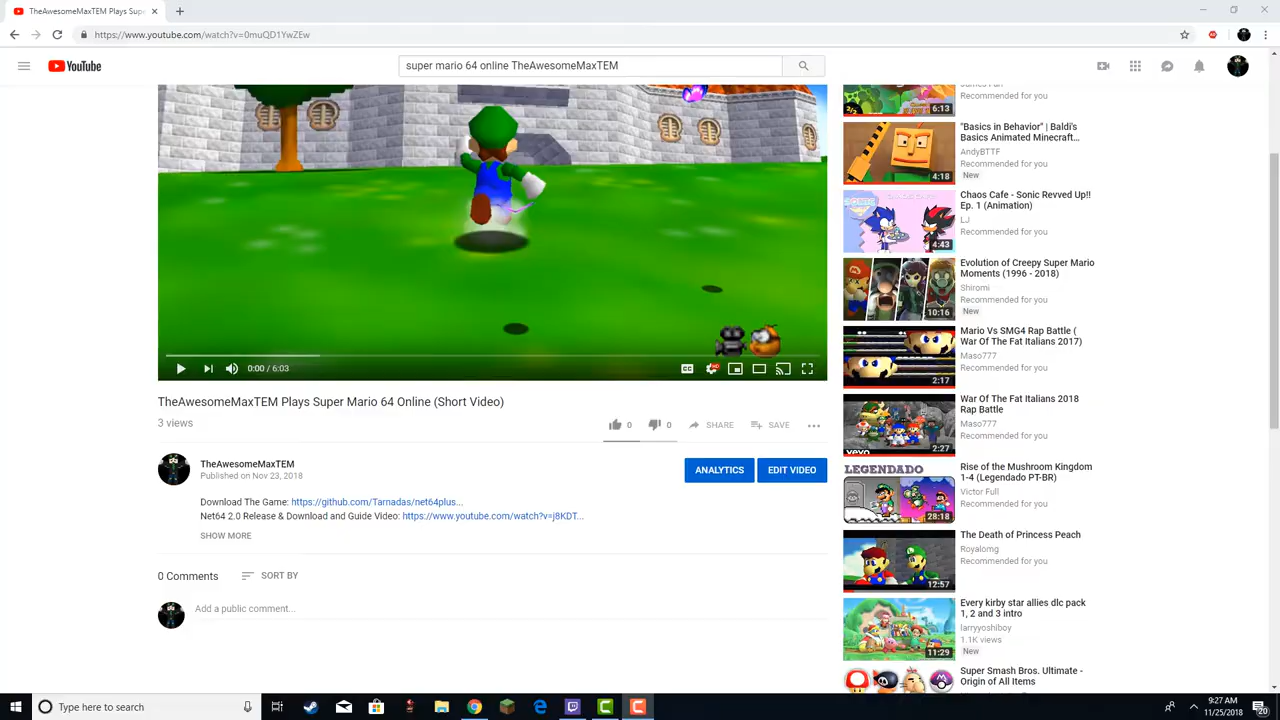 TheAwesomeMaxTEM Plays Supe
https://www.youtube.com/watch?v=0muQD1YwZEw
YouTube
super mario 64 online TheAwesomeMaxTEM
0:00 / 6:03
CC
HD
TheAwesomeMaxTEM Plays Super Mario 64 Online (Short Video)
3 views
0
0
SHARE
SAVE
TheAwesomeMaxTEM
Published on Nov 23, 2018
ANALYTICS
EDIT VIDEO
Download The Game: https://github.com/Tarnadas/net64plus...
Net64 2.0 Release & Download and Guide Video: https://www.youtube.com/watch?v=j8KDT...
SHOW MORE
0 Comments
SORT BY
Add a public comment...
6:13
Recommended for you
4:18
"Basics in Behavior" | Baldi's
Basics Animated Minecraft...
AndyBTTF
Recommended for you
New
4:43
Chaos Cafe - Sonic Revved Up!!
Ep. 1 (Animation)
LJ
Recommended for you
10:16
Evolution of Creepy Super Mario
Moments (1996 - 2018)
Shiromi
Recommended for you
New
2:17
Mario Vs SMG4 Rap Battle (
War Of The Fat Italians 2017)
Maso777
Recommended for you
vevo
2:27
War Of The Fat Italians 2018
Rap Battle
Maso777
Recommended for you
LEGENDADO
28:18
Rise of the Mushroom Kingdom
1-4 (Legendado PT-BR)
Victor Full
Recommended for you
12:57
The Death of Princess Peach
Royalomg
Recommended for you
11:29
Every kirby star allies dlc pack
1, 2 and 3 intro
larryyoshiboy
1.1K views
New
Super Smash Bros. Ultimate -
Origin of All Items
Type here to search
9:27 AM
11/25/2018
20